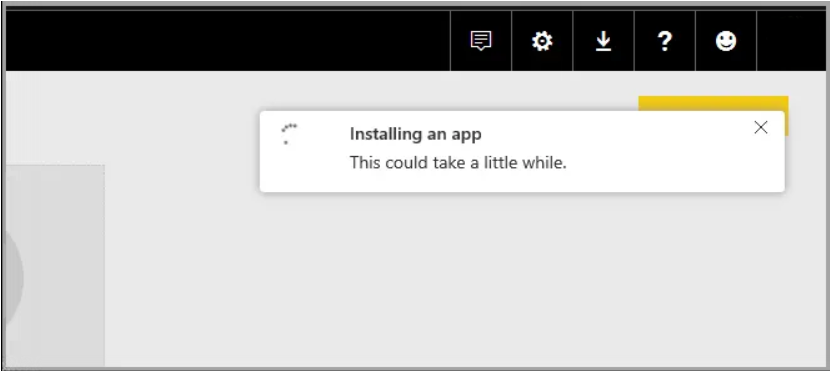 ?
Installing an app
This could take a little while.